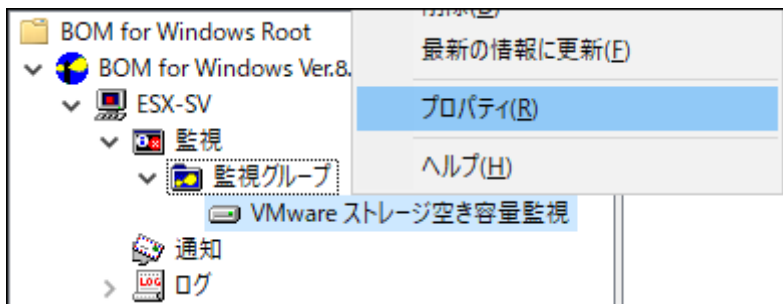 BOM for Windows Root
BOM for Windows Ver.8.
ESX-SV
監視
監視グループ
VMware ストレージ空き容量監視
通知
ログ
最新の情報に更新(F)
プロパティ(R)
ヘルプ(H)